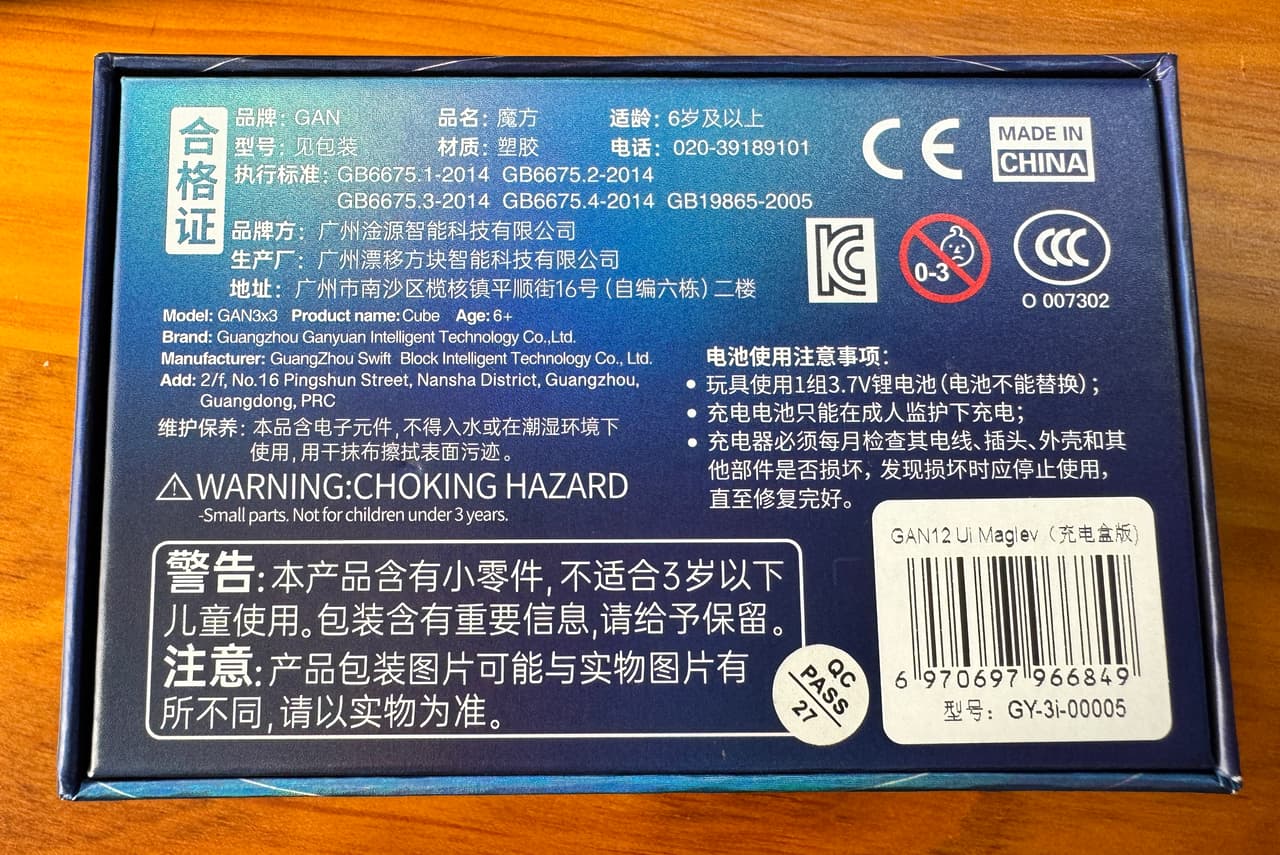 合格证
品牌：GAN 品名：魔方 适龄：6岁及以上
型号：见包装 材质：塑胶 电话：020-39189101
执行标准：GB6675.1-2014 GB6675.2-2014
GB6675.3-2014 GB6675.4-2014 GB19865-2005
品牌方：广州淦源智能科技有限公司
生产厂：广州漂移方块智能科技有限公司
地址：广州市南沙区榄核镇平顺街16号（自编六栋）二楼
Model: GAN3x3 Product name: Cube Age: 6+
Brand: Guangzhou Ganyuan Intelligent Technology Co.,Ltd.
Manufacturer: GuangZhou Swift Block Intelligent Technology Co., Ltd.
Add: 2/f, No.16 Pingshun Street, Nansha District, Guangzhou,
Guangdong, PRC
维护保养：本品含电子元件，不得入水或在潮湿环境下
使用，用干抹布擦拭表面污迹。
WARNING:CHOKING HAZARD
-Small parts. Not for children under 3 years.
警告:本产品含有小零件,不适合3岁以下
儿童使用。包装含有重要信息,请给予保留。
注意:产品包装图片可能与实物图片有
所不同,请以实物为准。
CE
MADE IN
CHINA
KC
0-3
CCC
O 007302
电池使用注意事项：
• 玩具使用1组3.7V锂电池（电池不能替换）；
• 充电电池只能在成人监护下充电；
• 充电器必须每月检查其电线、插头、外壳和其
他部件是否损坏，发现损坏时应停止使用，
直至修复完好。
QC
PASS
27
GAN12 Ui Maglev（充电盒版）
6 970697 966849
型号：GY-3i-00005